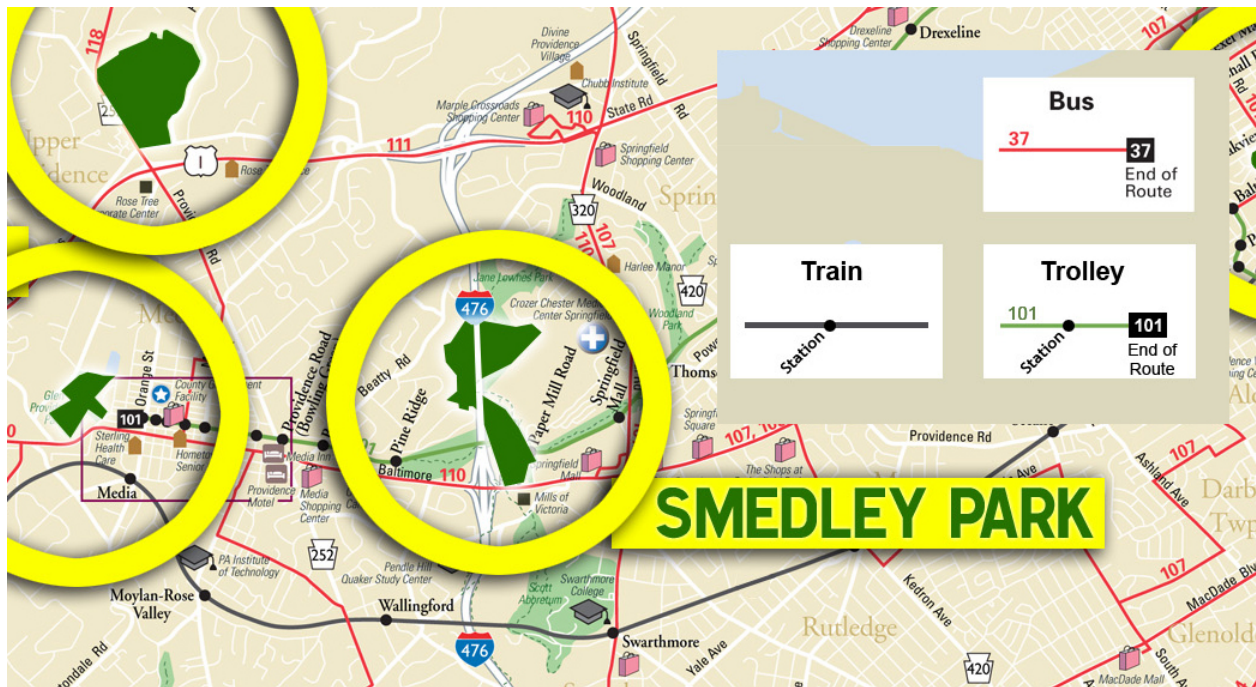 118
Divine
Providence
Village
Springfield
Rd
Drexeline
Shopping Center
Drexeline
107
Chubb Institute
Marple Crossroads
Shopping Center
110
State Rd
111
1
Springfield
Shopping Center
Upper
Rose Tree
Woodland
320
107
110
Harlee Manor
420
Woodland
Park
Jane Lownes Park
476
Crozer Chester Medical
Center Springfield
Bus
37
37
End of
Route
Train
Station
Trolley
101
Station
101
End of
Route
Orange St
County Government
Facility
101
Sterling
Health
Care
Hometown
Senior
Media
Providence Road
(Bowling Green)
Media Inn
Providence
Motel
Media
Shopping
Center
Beatty Rd
Pine Ridge
Baltimore
110
Paper Mill Road
Springfield
Mall
Springfield
Mall
Mills of
Victoria
Springfield
Square
107,
The Shops at
Providence Rd
Ashland Ave
SMEDLEY PARK
252
PA Institute
of Technology
Pendle Hill
Quaker Study Center
Scott
Arboretum
Swarthmore
College
Moylan-Rose
Valley
Wallingford
476
Swarthmore
Yale Ave
Rutledge
Kedron Ave
420
107
MacDade Blvd
MacDade Mall
South Ave
107